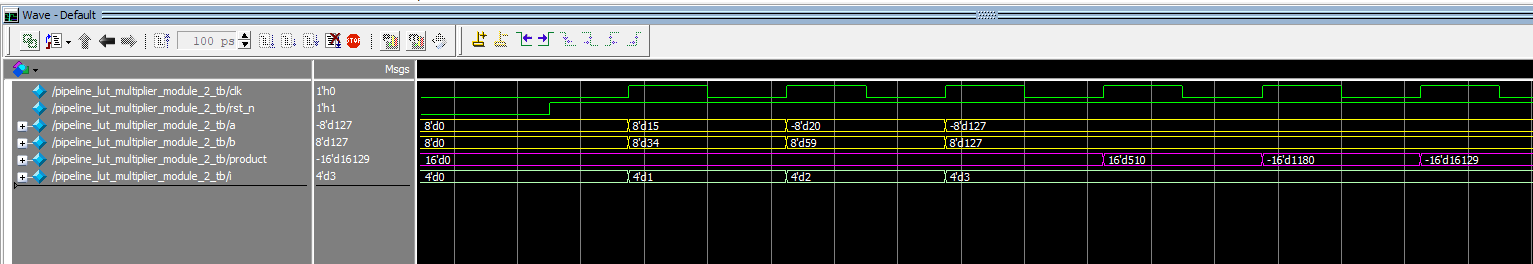 Wave - Default
100 ps
STOP
Msgs
/pipeline_lut_multiplier_module_2_tb/clk 1'h0
/pipeline_lut_multiplier_module_2_tb/rst_n 1'h1
/pipeline_lut_multiplier_module_2_tb/a -8'd127 8'd0 8'd15 -8'd20 -8'd127
/pipeline_lut_multiplier_module_2_tb/b 8'd127 8'd0 8'd34 8'd59 8'd127
/pipeline_lut_multiplier_module_2_tb/product -16'd16129 16'd0 16'd510 -16'd1180 -16'd16129
/pipeline_lut_multiplier_module_2_tb/i 4'd3 4'd0 4'd1 4'd2 4'd3